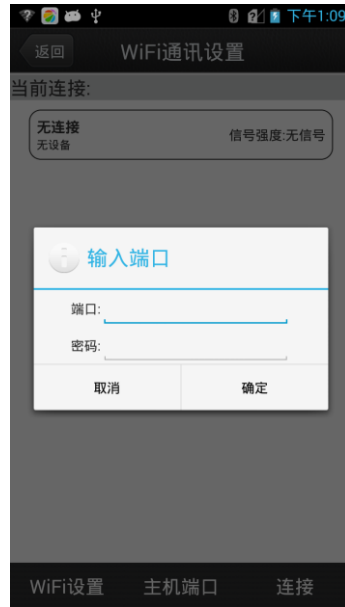 下午1:09
返回 WiFi通讯设置
当前连接:
无连接
无设备
信号强度:无信号
输入端口
端口:
密码:
取消 确定
WiFi设置 主机端口 连接